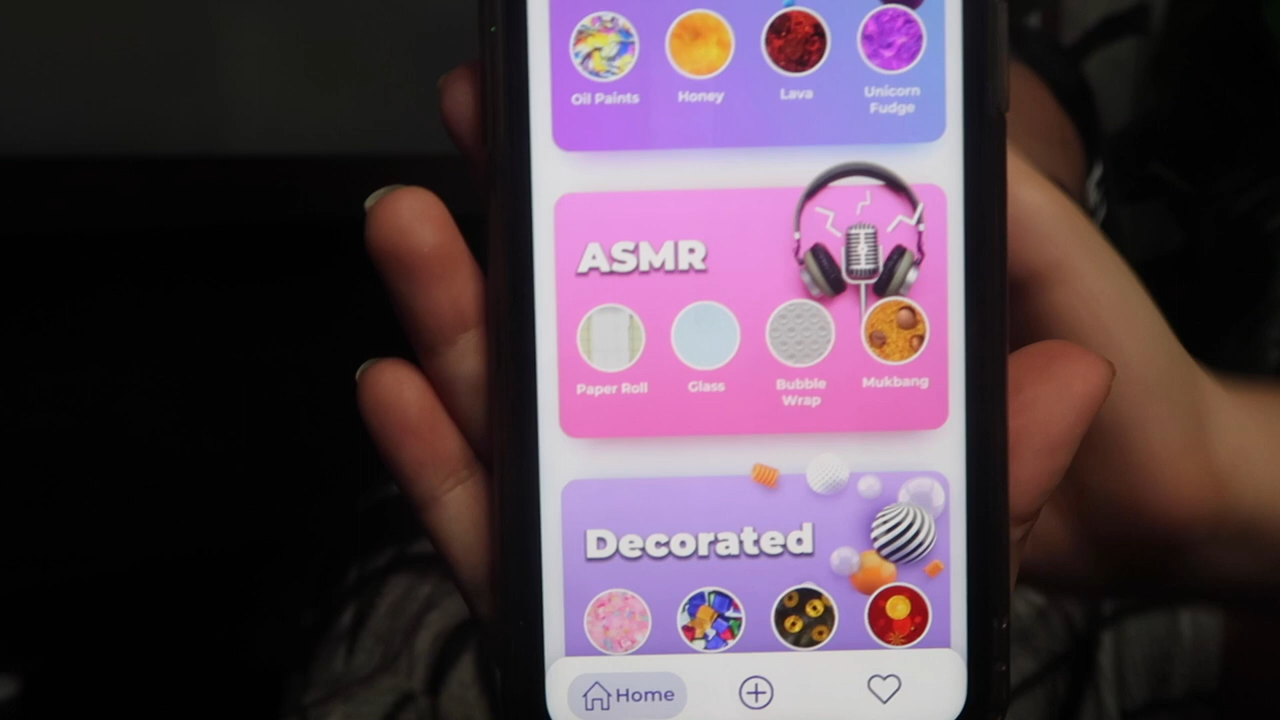 Oil Paints
Honey
Lava
Unicorn
Fudge
ASMR
Paper Roll
Glass
Bubble
Wrap
Mukbang
Decorated
Home